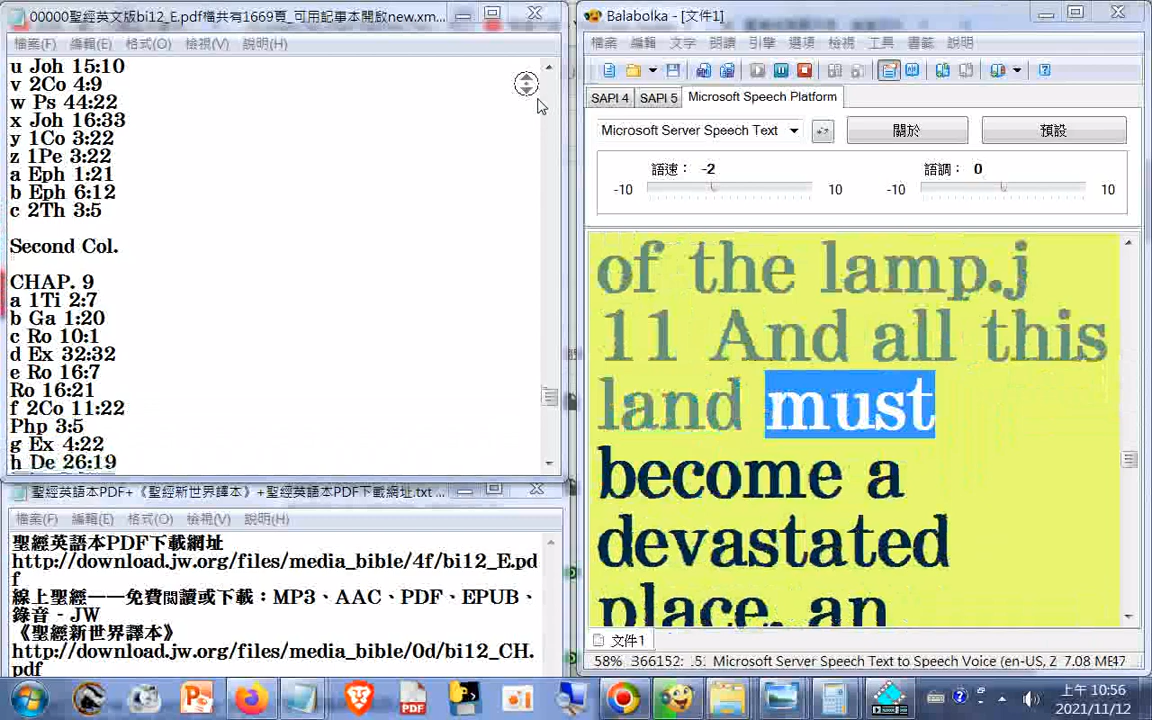 00000聖經英文版bi12_E.pdf檔共有1669頁_可用記事本開啟new.xm...
檔案(F) 編輯(E) 格式(O) 檢視(V) 說明(H)
u Joh 15:10
v 2Co 4:9
w Ps 44:22
x Joh 16:33
y 1Co 3:22
z 1Pe 3:22
a Eph 1:21
b Eph 6:12
c 2Th 3:5
Second Col.
CHAP. 9
a 1Ti 2:7
b Ga 1:20
c Ro 10:1
d Ex 32:32
e Ro 16:7
Ro 16:21
f 2Co 11:22
Php 3:5
g Ex 4:22
h De 26:19
聖經英語本PDF+《聖經新世界譯本》+聖經英語本PDF下載網址.txt ...
檔案(F) 編輯(E) 格式(O) 檢視(V) 說明(H)
聖經英語本PDF下載網址
http://download.jw.org/files/media_bible/4f/bi12_E.pd
f
線上聖經——免費閱讀或下載：MP3、AAC、PDF、EPUB、
錄音 - JW
《聖經新世界譯本》
http://download.jw.org/files/media_bible/0d/bi12_CH.
pdf
Balabolka - [文件1]
檔案 編輯 文字 朗讀 引擎 選項 檢視 工具 書籤 說明
SAPI 4 SAPI 5 Microsoft Speech Platform
Microsoft Server Speech Text 關於 預設
語速： -2 語調： 0
-10 10 -10 10
of the lamp.j
11 And all this
land must
become a
devastated
place, an
文件1
58% 366152: Microsoft Server Speech Text to Speech Voice (en-US, Z 7.08 ME47
上午 10:56
2021/11/12